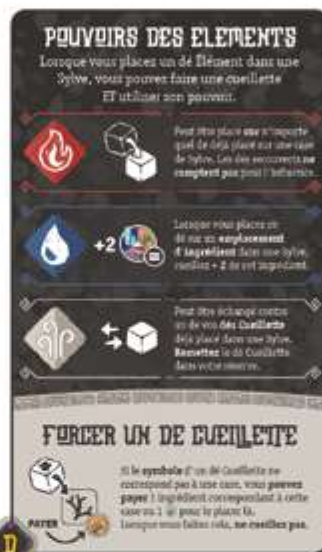 POUVOIRS DES ELEMENTS
Lorsque vous placez un dé Élément dans une
Sylve, vous pouvez faire une cueillette
ET utiliser son pouvoir.
Peut être placé sur n'importe
quel dé déjà placé sur une case
de Sylve. Les dés recouverts ne
comptent pas pour l'influence.
+2
Lorsque vous placez ce
dé sur un emplacement
d'ingrédient dans une Sylve,
cueillez + 2 de cet ingrédient.
Peut être échangé contre
un de vos dés Cueillette
déjà placé dans une Sylve.
Remettez le dé Cueillette
dans votre réserve.
FORCER UN DE CUEILLETTE
PAYER
Si le symbole d'un dé Cueillette ne
correspond pas à une case, vous pouvez
payer 1 ingrédient correspondant à cette
case ou 1 pour le placer là.
Lorsque vous faites cela, ne cueillez pas.
D